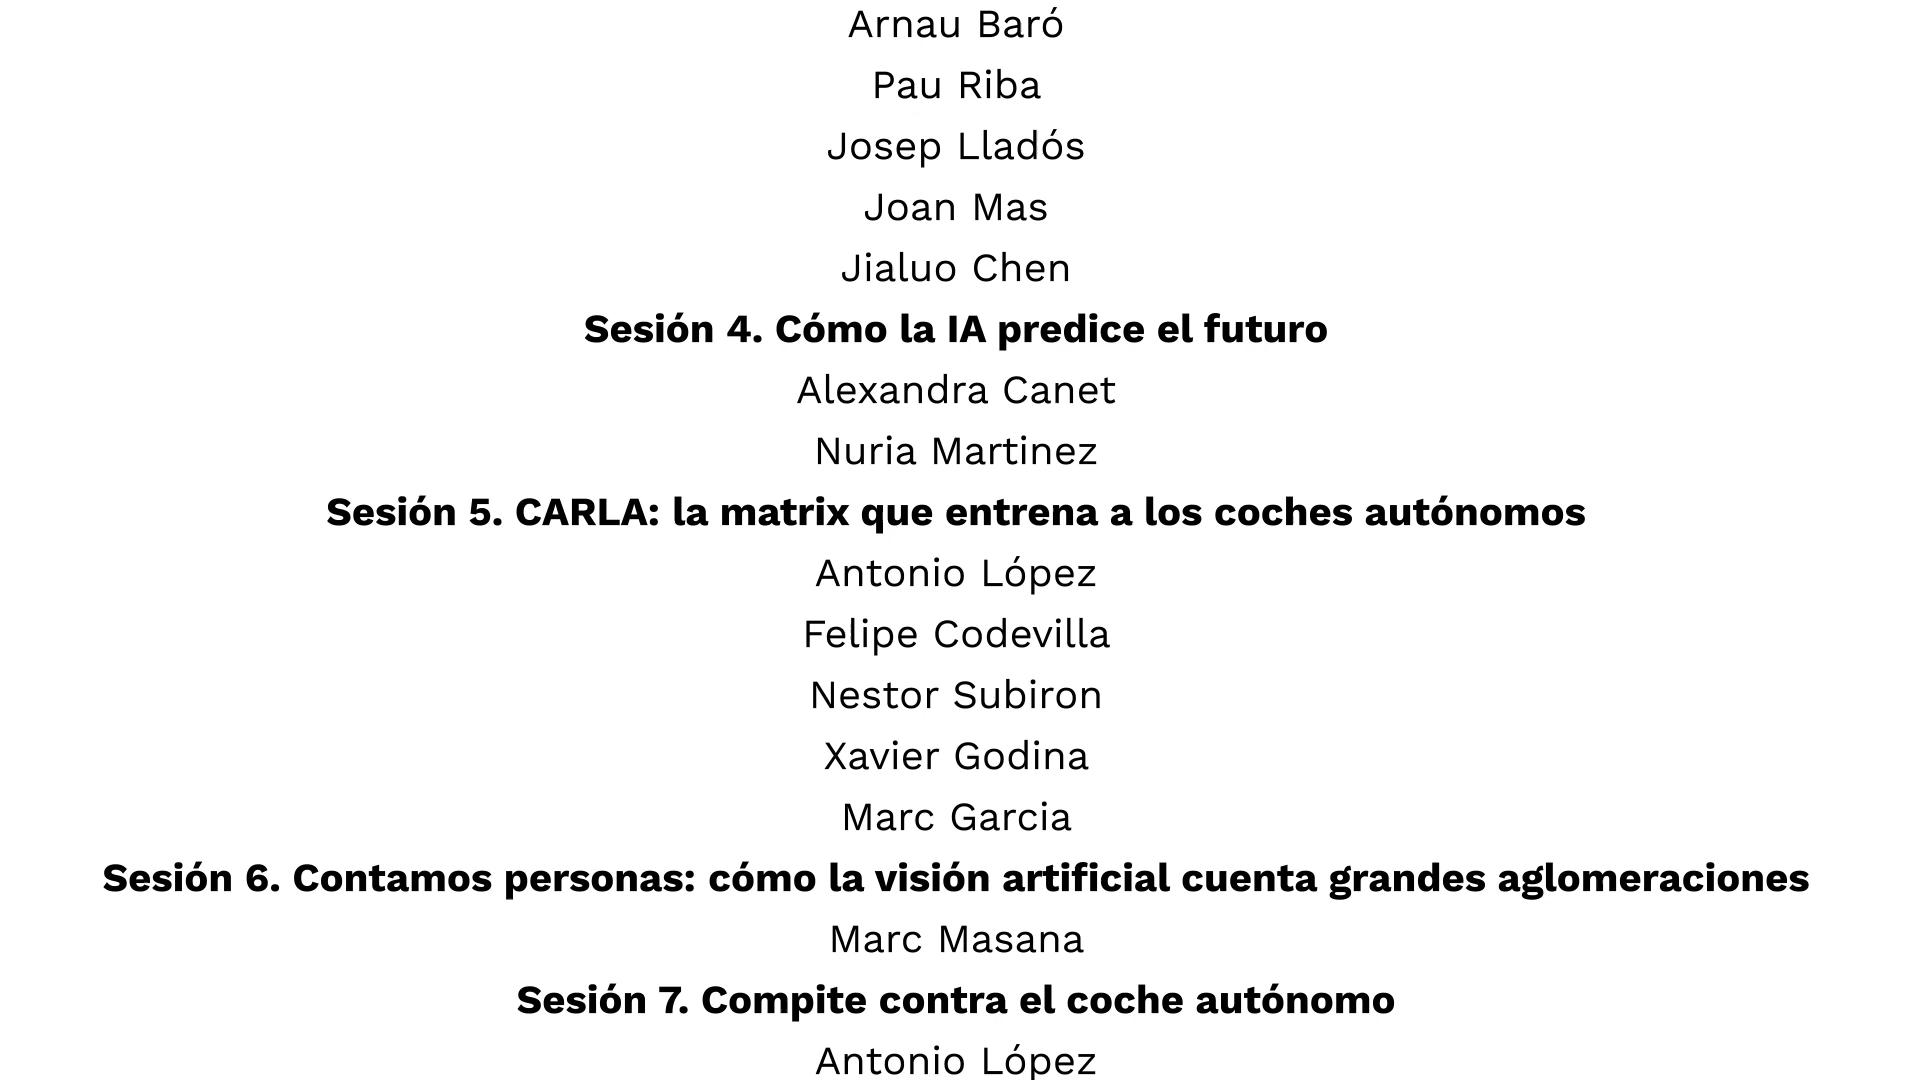 Arnau Baró
Pau Riba
Josep Lladós
Joan Mas
Jialuo Chen
Sesión 4. Cómo la IA predice el futuro
Alexandra Canet
Nuria Martinez
Sesión 5. CARLA: la matrix que entrena a los coches autónomos
Antonio López
Felipe Codevilla
Nestor Subiron
Xavier Godina
Marc Garcia
Sesión 6. Contamos personas: cómo la visión artificial cuenta grandes aglomeraciones
Marc Masana
Sesión 7. Compite contra el coche autónomo
Antonio López